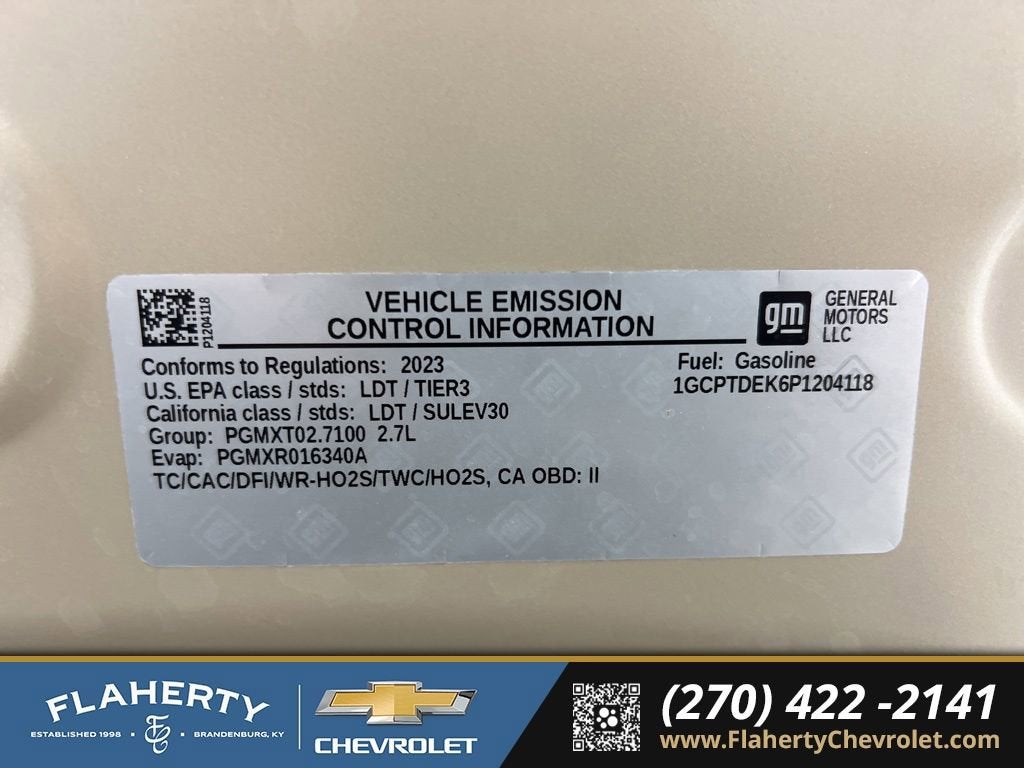 P1204118
VEHICLE EMISSION
CONTROL INFORMATION
gm
GENERAL
MOTORS
LLC
Conforms to Regulations: 2023
U.S. EPA class / stds: LDT / TIER3
California class / stds: LDT / SULEV30
Group: PGMXT02.7100 2.7L
Evap: PGMXR016340A
TC/CAC/DFI/WR-HO2S/TWC/HO2S, CA OBD: II
Fuel: Gasoline
1GCPTDEK6P1204118
FLAHERTY
ESTABLISHED 1998 • • BRANDENBURG, KY
CHEVROLET
(270) 422 -2141
www.FlahertyChevrolet.com